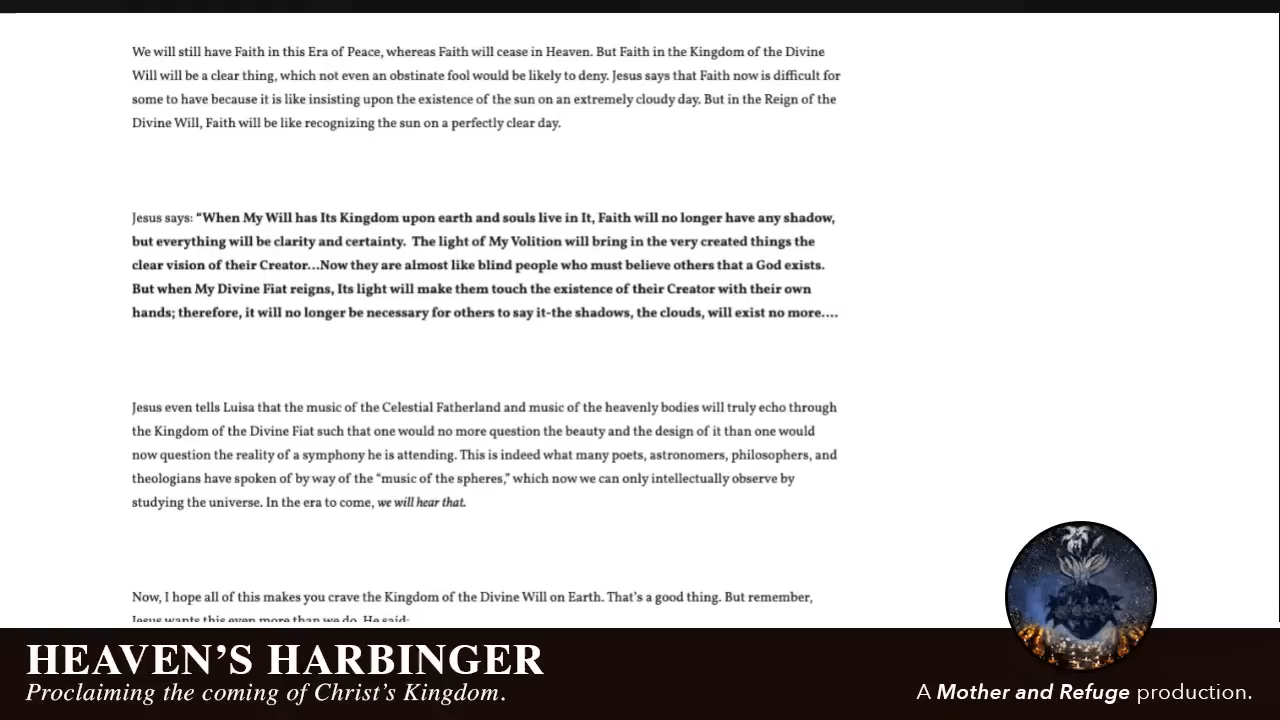 We will still have Faith in this Era of Peace, whereas Faith will cease in Heaven. But Faith in the Kingdom of the Divine
Will will be a clear thing, which not even an obstinate fool would be likely to deny. Jesus says that Faith now is difficult for
some to have because it is like insisting upon the existence of the sun on an extremely cloudy day. But in the Reign of the
Divine Will, Faith will be like recognizing the sun on a perfectly clear day.
Jesus says: “When My Will has Its Kingdom upon earth and souls live in It, Faith will no longer have any shadow,
but everything will be clarity and certainty.  The light of My Volition will bring in the very created things the
clear vision of their Creator…Now they are almost like blind people who must believe others that a God exists.
But when My Divine Fiat reigns, Its light will make them touch the existence of their Creator with their own
hands; therefore, it will no longer be necessary for others to say it-the shadows, the clouds, will exist no more….
Jesus even tells Luisa that the music of the Celestial Fatherland and music of the heavenly bodies will truly echo through
the Kingdom of the Divine Fiat such that one would no more question the beauty and the design of it than one would
now question the reality of a symphony he is attending. This is indeed what many poets, astronomers, philosophers, and
theologians have spoken of by way of the “music of the spheres,” which now we can only intellectually observe by
studying the universe. In the era to come, we will hear that.
Now, I hope all of this makes you crave the Kingdom of the Divine Will on Earth. That’s a good thing. But remember,
Jesus wants this even more than we do. He said:
HEAVEN’S HARBINGER
Proclaiming the coming of Christ’s Kingdom.
A Mother and Refuge production.